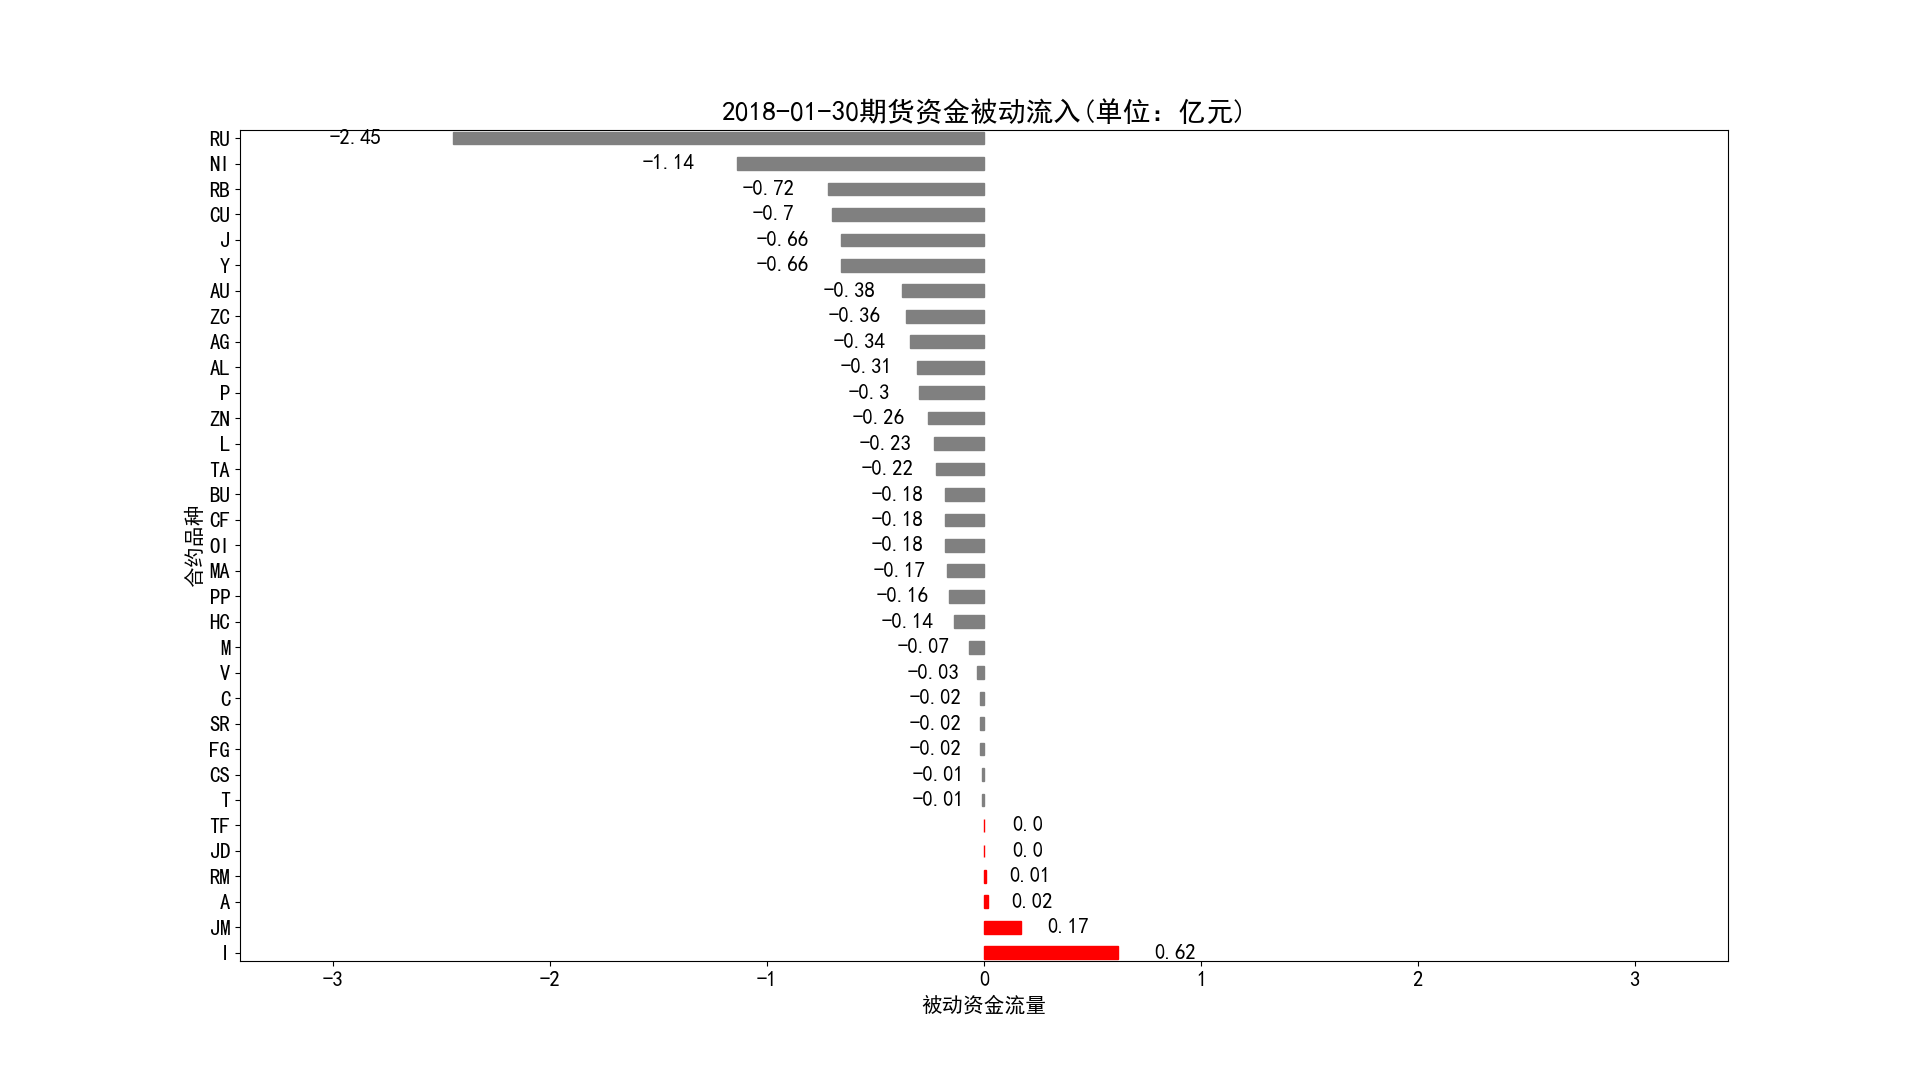 2018-01-30期货资金被动流入(单位：亿元)
RU -2.45
NI -1.14
RB -0.72
CU -0.7
J -0.66
Y -0.66
AU -0.38
ZC -0.36
AG -0.34
AL -0.31
P -0.3
ZN -0.26
L -0.23
TA -0.22
BU -0.18
CF -0.18
OI -0.18
MA -0.17
PP -0.16
HC -0.14
M -0.07
V -0.03
C -0.02
SR -0.02
FG -0.02
CS -0.01
T -0.01
TF 0.0
JD 0.0
RM 0.01
A 0.02
JM 0.17
I 0.62
合约品种
-3 -2 -1 0 1 2 3
被动资金流量